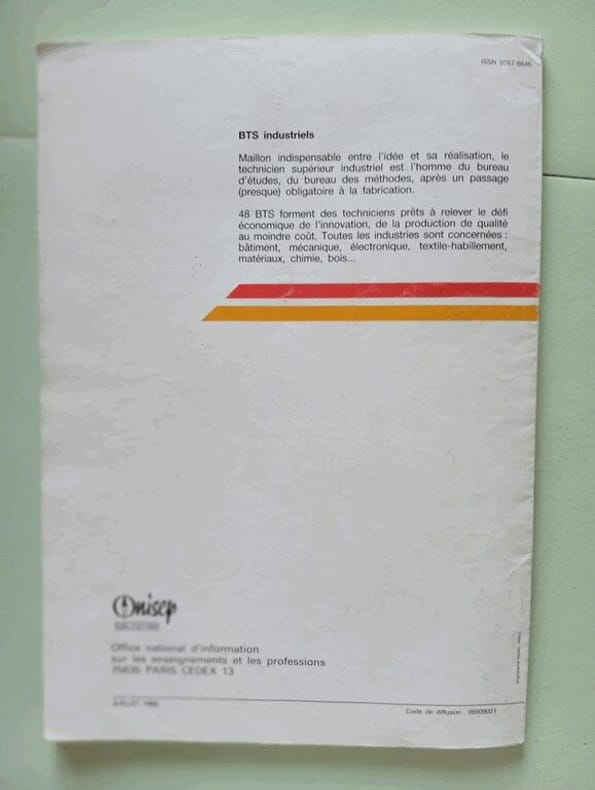 ISSN 0767-6646
BTS industriels
Maillon indispensable entre l'idée et sa réalisation, le
technicien supérieur industriel est l'homme du bureau
d'études, du bureau des méthodes, après un passage
(presque) obligatoire à la fabrication.
48 BTS forment des techniciens prêts à relever le défi
économique de l'innovation, de la production de qualité
au moindre coût. Toutes les industries sont concernées :
bâtiment, mécanique, électronique, textile-habillement,
matériaux, chimie, bois...
Onisep
Office national d'information
sur les enseignements et les professions
75635 PARIS CEDEX 13
JUILLET
Code de diffusion : 06009021